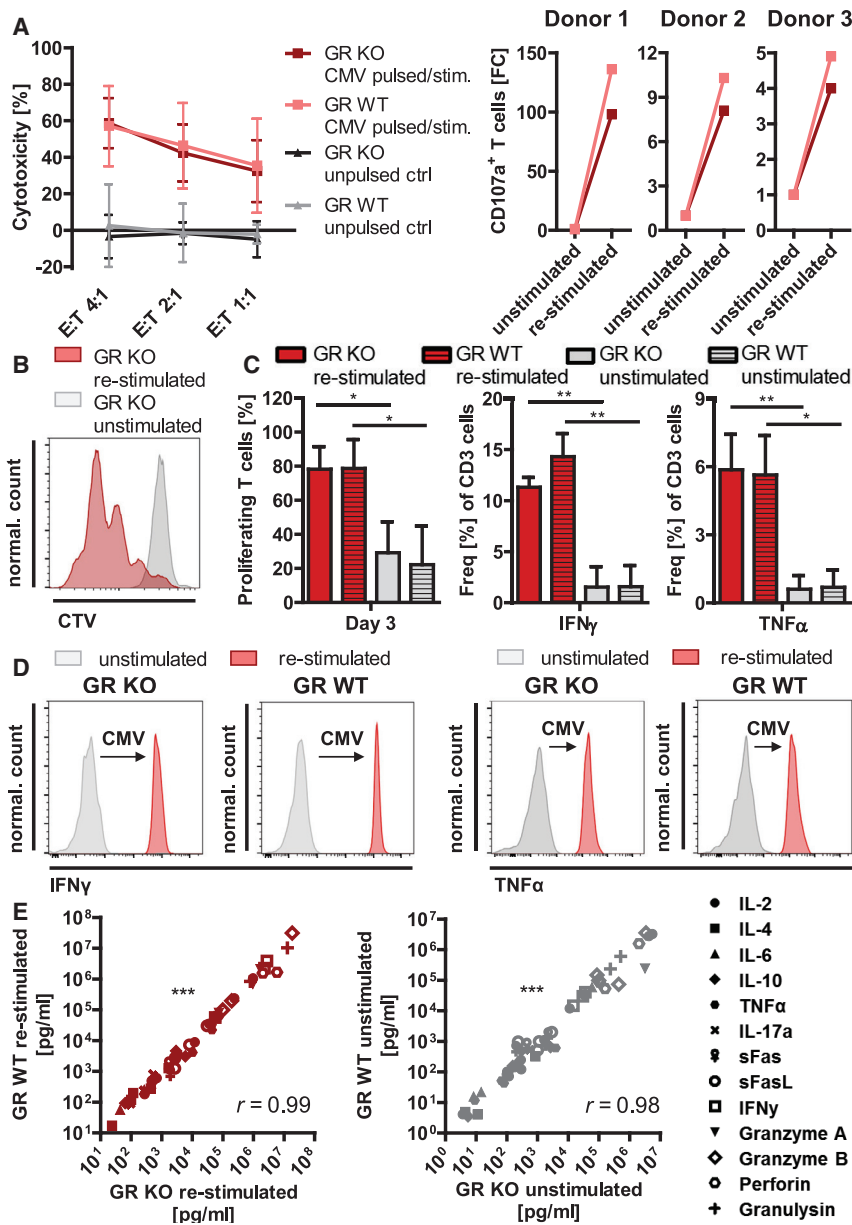 A
Cytotoxicity [%]
100
80
60
40
20
0
-20
E:T 4:1
E:T 2:1
E:T 1:1
GR KO
CMV pulsed/stim.
GR WT
CMV pulsed/stim.
GR KO
unpulsed ctrl
GR WT
unpulsed ctrl
Donor 1
Donor 2
Donor 3
CD107a+ T cells [FC]
150
100
50
0
unstimulated
re-stimulated
12
9
6
3
0
unstimulated
re-stimulated
5
4
3
2
1
0
unstimulated
re-stimulated
B
GR KO
re-stimulated
GR KO
unstimulated
normal. count
CTV
C
GR KO
re-stimulated
GR WT
re-stimulated
GR KO
unstimulated
GR WT
unstimulated
Proliferating T cells [%]
120
100
80
60
40
20
0
*
*
Day 3
Freq [%] of CD3 cells
20
15
10
5
0
**
**
IFNγ
Freq [%] of CD3 cells
9
6
3
0
**
*
TNFα
D
unstimulated
re-stimulated
unstimulated
re-stimulated
GR KO
GR WT
GR KO
GR WT
normal. count
CMV
normal. count
CMV
normal. count
CMV
normal. count
CMV
IFNγ
TNFα
E
GR WT re-stimulated
[pg/ml]
10^8
10^7
10^6
10^5
10^4
10^3
10^2
10^1
***
r = 0.99
10^1
10^2
10^3
10^4
10^5
10^6
10^7
10^8
GR KO re-stimulated
[pg/ml]
GR WT unstimulated
[pg/ml]
10^7
10^6
10^5
10^4
10^3
10^2
10^1
10^0
***
r = 0.98
10^0
10^1
10^2
10^3
10^4
10^5
10^6
10^7
GR KO unstimulated
[pg/ml]
IL-2
IL-4
IL-6
IL-10
TNFα
IL-17a
sFas
sFasL
IFNy
Granzyme A
Granzyme B
Perforin
Granulysin